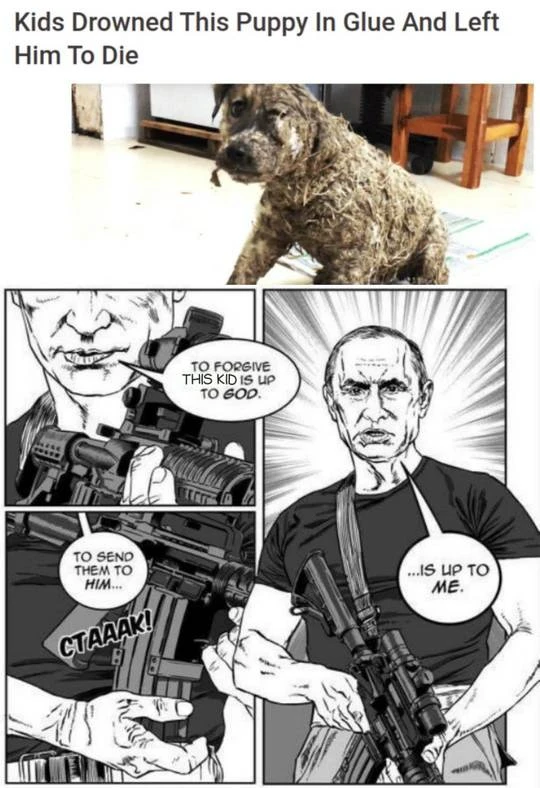 Kids Drowned This Puppy In Glue And Left
Him To Die
TO FORGIVE
THIS KID IS UP
TO GOD.
TO SEND
THEM TO
HIM...
CTAAAK!
...IS UP TO
ME.